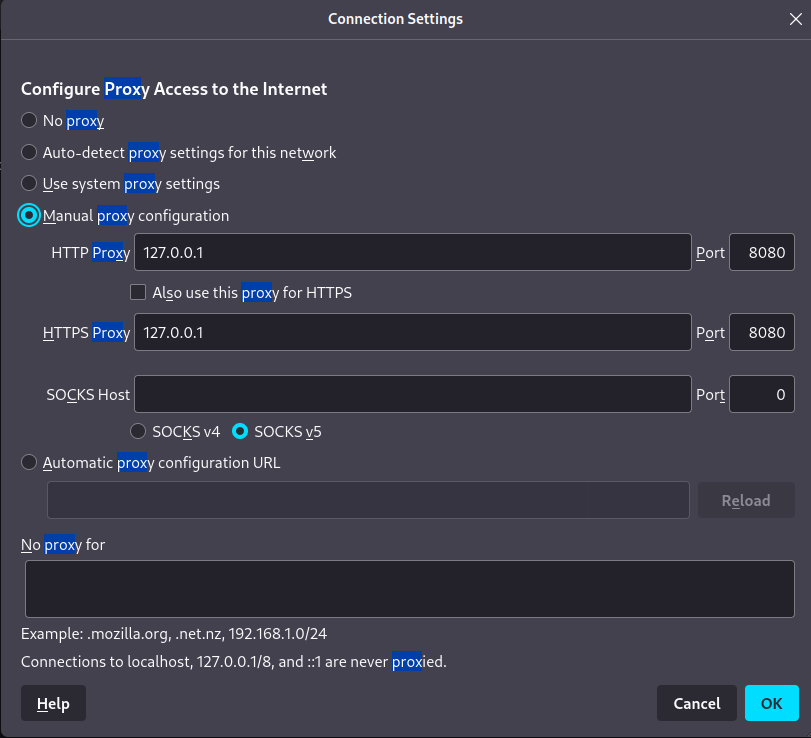 Connection Settings
Configure Proxy Access to the Internet
No proxy
Auto-detect proxy settings for this network
Use system proxy settings
Manual proxy configuration
HTTP Proxy 127.0.0.1 Port 8080
Also use this proxy for HTTPS
HTTPS Proxy 127.0.0.1 Port 8080
SOCKS Host Port 0
SOCKS v4 SOCKS v5
Automatic proxy configuration URL
Reload
No proxy for
Example: .mozilla.org, .net.nz, 192.168.1.0/24
Connections to localhost, 127.0.0.1/8, and ::1 are never proxied.
Help Cancel OK